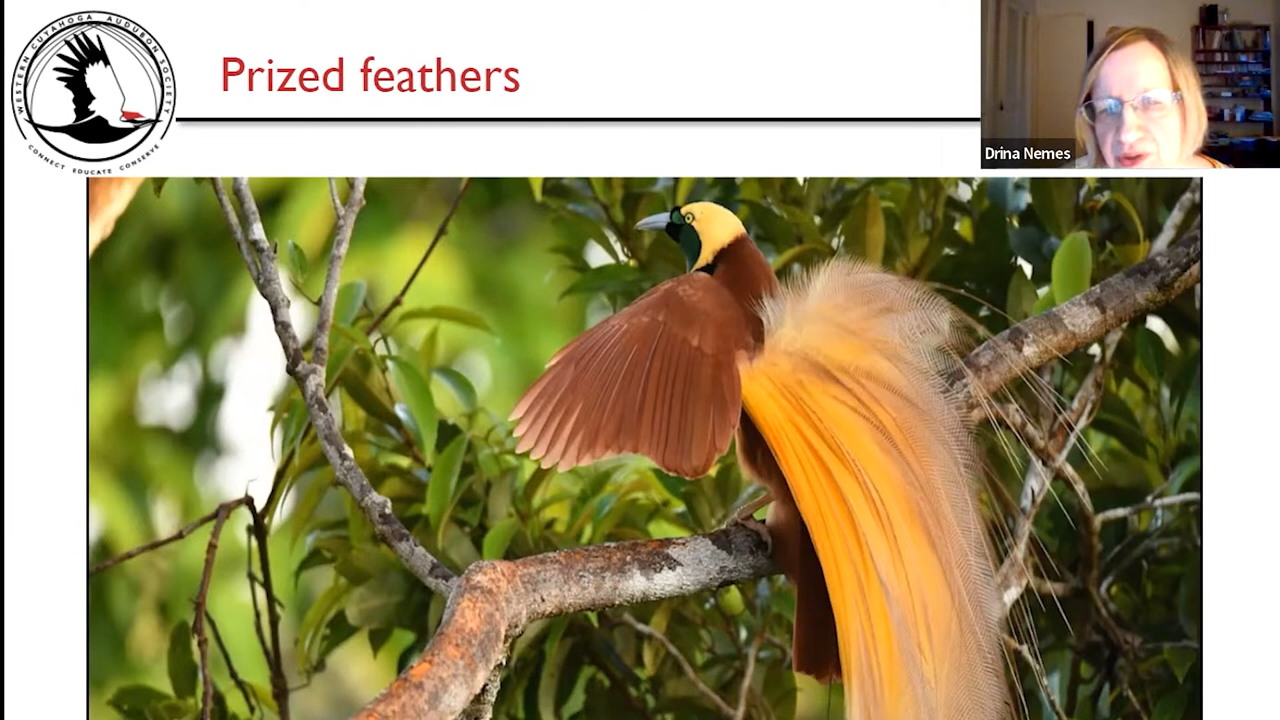 WESTERN CUYAHOGA AUDUBON SOCIETY
CONNECT EDUCATE CONSERVE
Prized feathers
Drina Nemes